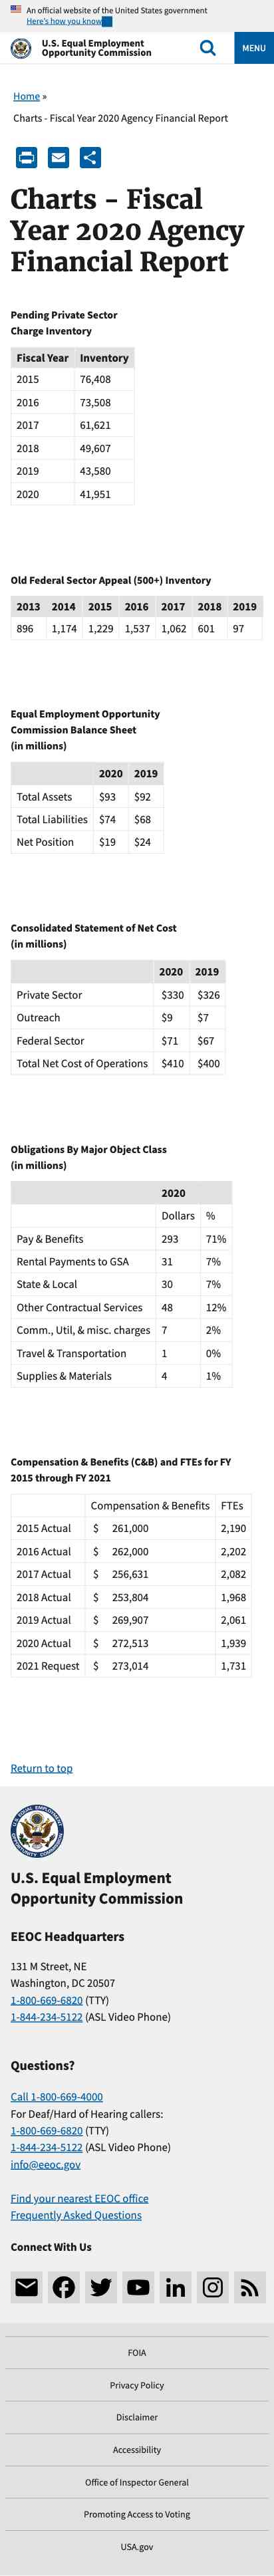 An official website of the United States government
Here's how you know
U.S. Equal Employment
Opportunity Commission
MENU
Home »
Charts - Fiscal Year 2020 Agency Financial Report
Charts - Fiscal
Year 2020 Agency
Financial Report
Pending Private Sector
Charge Inventory
Fiscal Year Inventory
2015 76,408
2016 73,508
2017 61,621
2018 49,607
2019 43,580
2020 41,951
Old Federal Sector Appeal (500+) Inventory
2013 2014 2015 2016 2017 2018 2019
896 1,174 1,229 1,537 1,062 601 97
Equal Employment Opportunity
Commission Balance Sheet
(in millions)
2020 2019
Total Assets $93 $92
Total Liabilities $74 $68
Net Position $19 $24
Consolidated Statement of Net Cost
(in millions)
2020 2019
Private Sector $330 $326
Outreach $9 $7
Federal Sector $71 $67
Total Net Cost of Operations $410 $400
Obligations By Major Object Class
(in millions)
2020
Dollars %
Pay & Benefits 293 71%
Rental Payments to GSA 31 7%
State & Local 30 7%
Other Contractual Services 48 12%
Comm., Util, & misc. charges 7 2%
Travel & Transportation 1 0%
Supplies & Materials 4 1%
Compensation & Benefits (C&B) and FTEs for FY
2015 through FY 2021
Compensation & Benefits FTEs
2015 Actual $ 261,000 2,190
2016 Actual $ 262,000 2,202
2017 Actual $ 256,631 2,082
2018 Actual $ 253,804 1,968
2019 Actual $ 269,907 2,061
2020 Actual $ 272,513 1,939
2021 Request $ 273,014 1,731
Return to top
U.S. Equal Employment
Opportunity Commission
EEOC Headquarters
131 M Street, NE
Washington, DC 20507
1-800-669-6820 (TTY)
1-844-234-5122 (ASL Video Phone)
Questions?
Call 1-800-669-4000
For Deaf/Hard of Hearing callers:
1-800-669-6820 (TTY)
1-844-234-5122 (ASL Video Phone)
info@eeoc.gov
Find your nearest EEOC office
Frequently Asked Questions
Connect With Us
FOIA
Privacy Policy
Disclaimer
Accessibility
Office of Inspector General
Promoting Access to Voting
USA.gov